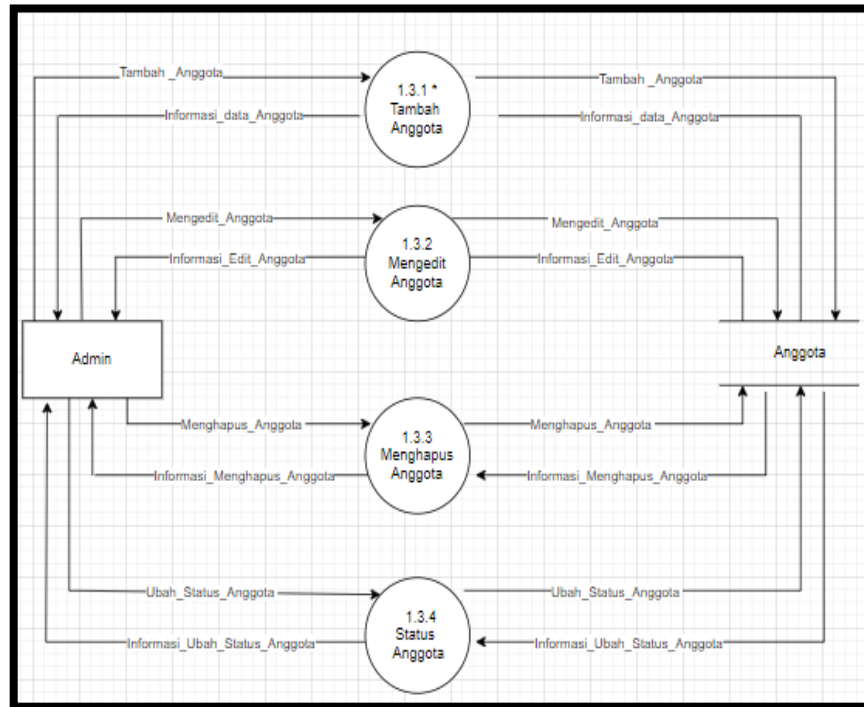 Tambah _Anggota
1.3.1 *
Tambah
Anggota
Tambah _Anggota
Informasi_data_Anggota
Informasi_data_Anggota
Mengedit_Anggota
1.3.2
Mengedit
Anggota
Mengedit_Anggota
Informasi_Edit_Anggota
Informasi_Edit_Anggota
Admin
Anggota
Menghapus_Anggota
1.3.3
Menghapus
Anggota
Menghapus_Anggota
Informasi_Menghapus_Anggota
Informasi_Menghapus_Anggota
Ubah_Status_Anggota
1.3.4
Status
Anggota
Ubah_Status_Anggota
Informasi_Ubah_Status_Anggota
Informasi_Ubah_Status_Anggota